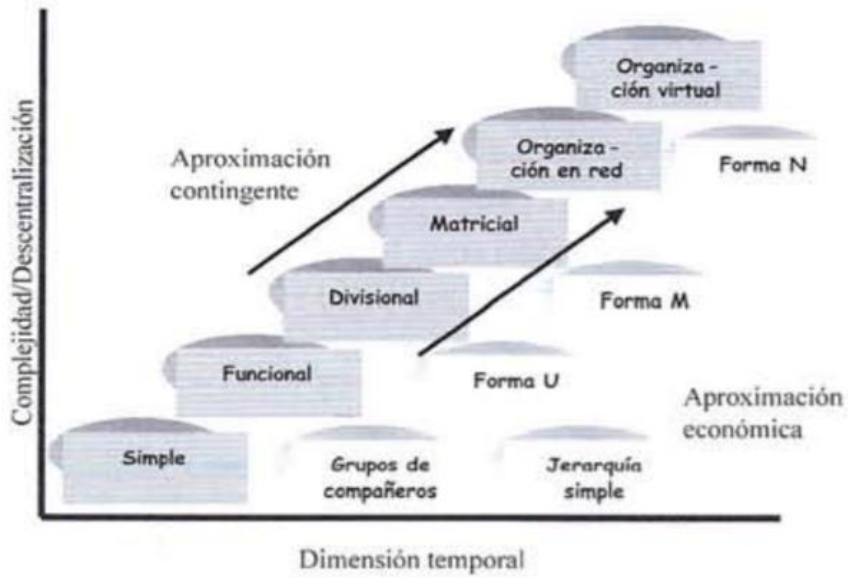 Complejidad/Descentralización
Organiza-
ción virtual
Aproximación
contingente
Organiza-
ción en red
Forma N
Matricial
Divisional
Forma M
Funcional
Forma U
Aproximación
económica
Simple
Grupos de
compañeros
Jerarquía
simple
Dimensión temporal